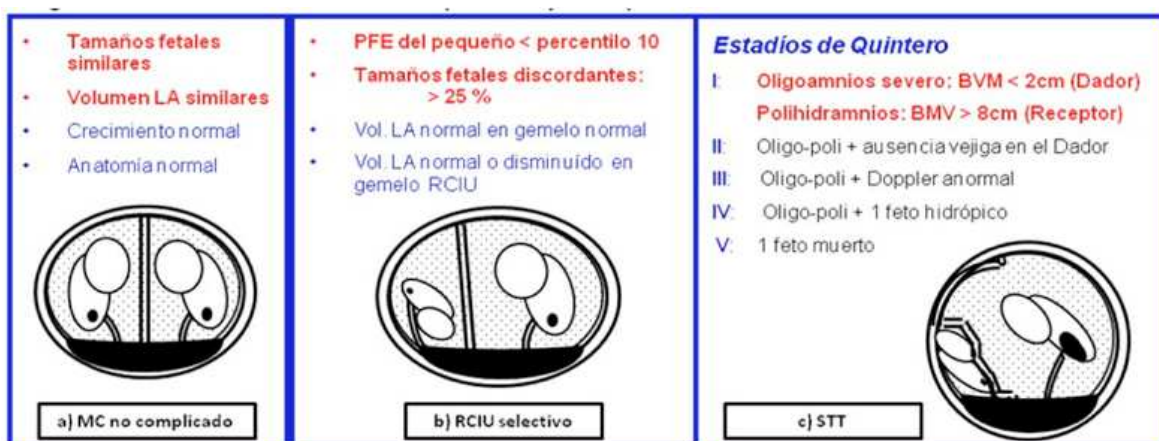 Tamaños fetales
similares
Volumen LA similares
Crecimiento normal
Anatomía normal
a) MC no complicado
PFE del pequeño < percentilo 10
Tamaños fetales discordantes:
> 25 %
Vol. LA normal en gemelo normal
Vol. LA normal o disminuído en
gemelo RCIU
b) RCIU selectivo
Estadíos de Quintero
I: Oligoamnios severo: BVM < 2cm (Dador)
Polihidramnios: BMV > 8cm (Receptor)
II: Oligo-poli + ausencia vejiga en el Dador
III: Oligo-poli + Doppler anormal
IV: Oligo-poli + 1 feto hidrópico
V: 1 feto muerto
c) STT